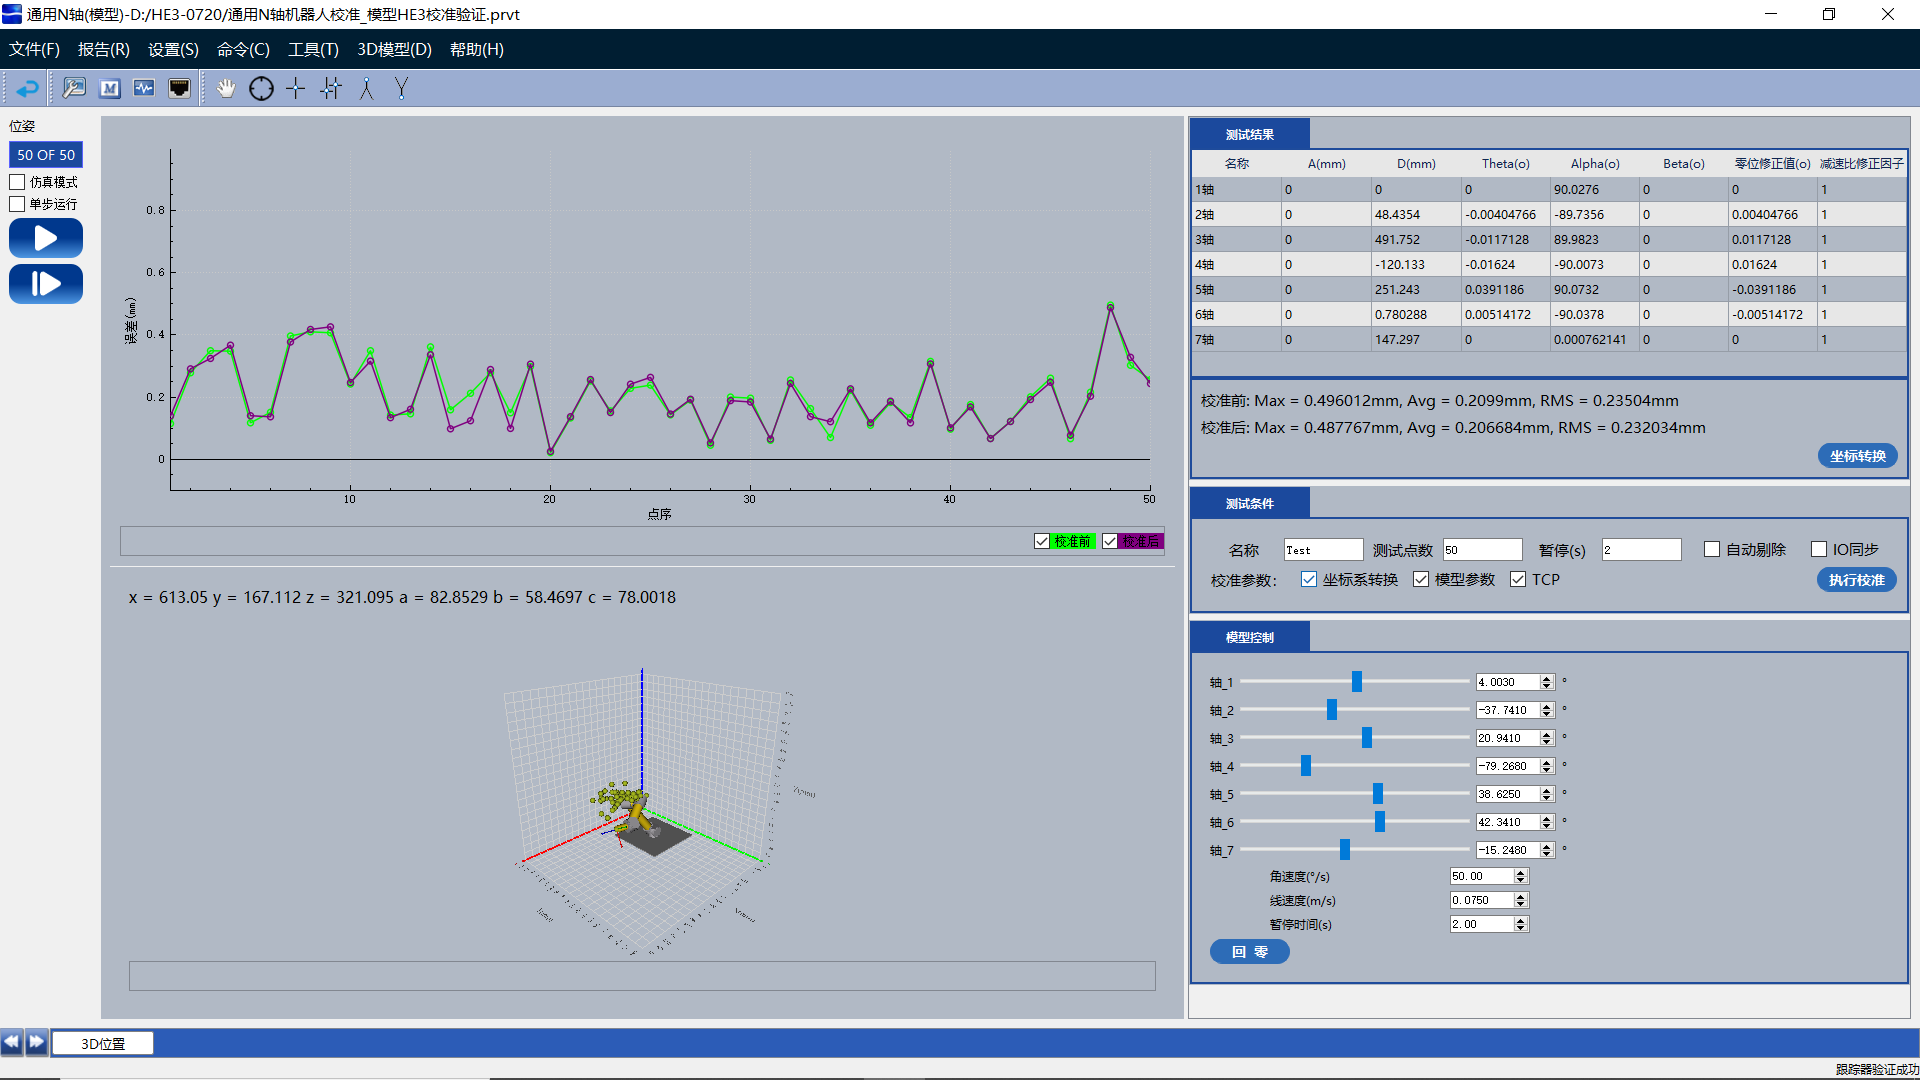 通用N轴(模型)-D:/HE3-0720/通用N轴机器人校准_模型HE3校准验证.prvt
文件(F) 报告(R) 设置(S) 命令(C) 工具(T) 3D模型(D) 帮助(H)
M
位姿
50 OF 50
仿真模式
单步运行
0.8
0.6
0.4
0.2
0
误差(mm)
10 20 30 40 50
点序
校准前 校准后
x = 613.05 y = 167.112 z = 321.095 a = 82.8529 b = 58.4697 c = 78.0018
测试结果
名称 A(mm) D(mm) Theta(o) Alpha(o) Beta(o) 零位修正值(o) 减速比修正因子
1轴 0 0 0 90.0276 0 0 1
2轴 0 48.4354 -0.00404766 -89.7356 0 0.00404766 1
3轴 0 491.752 -0.0117128 89.9823 0 0.0117128 1
4轴 0 -120.133 -0.01624 -90.0073 0 0.01624 1
5轴 0 251.243 0.0391186 90.0732 0 -0.0391186 1
6轴 0 0.780288 0.00514172 -90.0378 0 -0.00514172 1
7轴 0 147.297 0 0.000762141 0 0 1
校准前: Max = 0.496012mm, Avg = 0.2099mm, RMS = 0.23504mm
校准后: Max = 0.487767mm, Avg = 0.206684mm, RMS = 0.232034mm
坐标转换
测试条件
名称 Test 测试点数 50 暂停(s) 2 自动剔除 IO同步
校准参数: 坐标系转换 模型参数 TCP 执行校准
模型控制
轴_1 4.0030 °
轴_2 -37.7410 °
轴_3 20.9410 °
轴_4 -79.2680 °
轴_5 38.6250 °
轴_6 42.3410 °
轴_7 -15.2480 °
角速度(°/s) 50.00
线速度(m/s) 0.0750
暂停时间(s) 2.00
回 零
3D位置
跟踪器验证成功